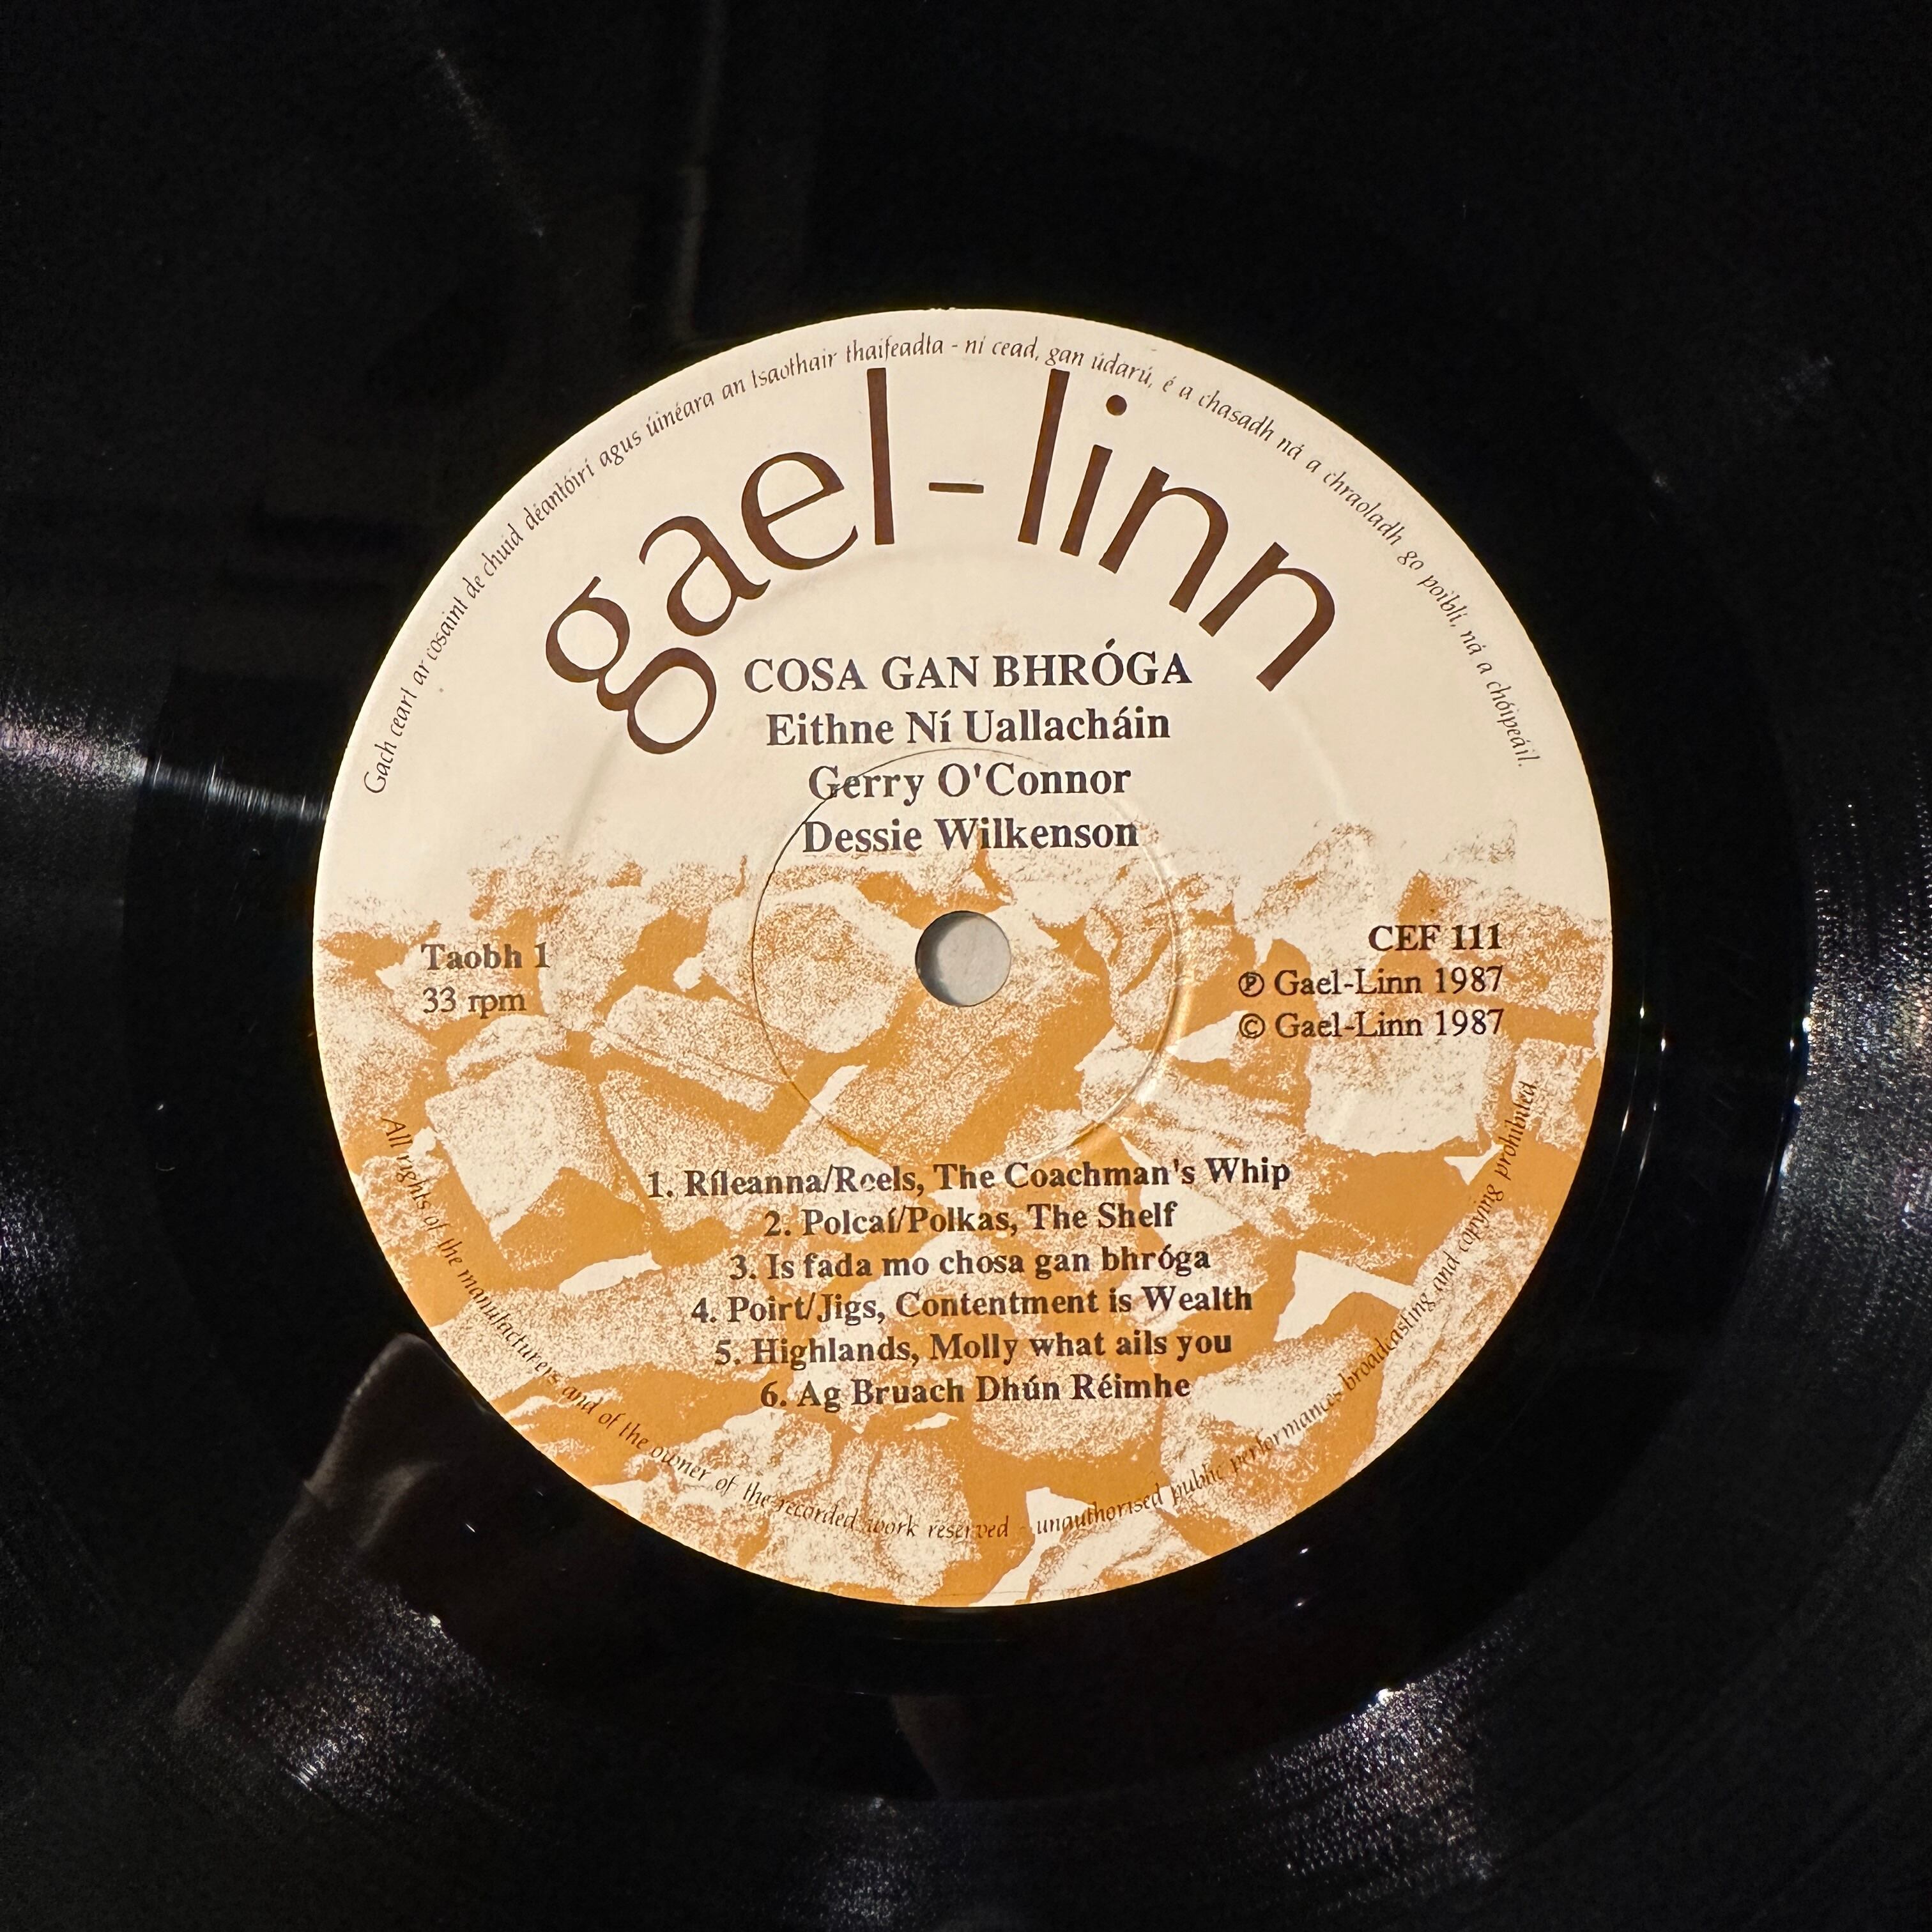 Gach ceart ar cosaint de chuid déantóirí agus úinéara an tsaothair thaifeadta - ní cead, gan údarú, é a chasadh ná a chraoladh go poiblí, ná a chóipeáil.
gael-linn
COSA GAN BHRÓGA
Eithne Ní Uallacháin
Gerry O'Connor
Dessie Wilkenson
Taobh 1
33 rpm
CEF 111
℗ Gael-Linn 1987
© Gael-Linn 1987
1. Ríleanna/Reels, The Coachman's Whip
2. Polcaí/Polkas, The Shelf
3. Is fada mo chosa gan bhróga
4. Poirt/Jigs, Contentment is Wealth
5. Highlands, Molly what ails you
6. Ag Bruach Dhún Réimhe
All rights of the manufacturers and of the owner of the recorded work reserved - unauthorised public performances broadcasting and copying prohibited